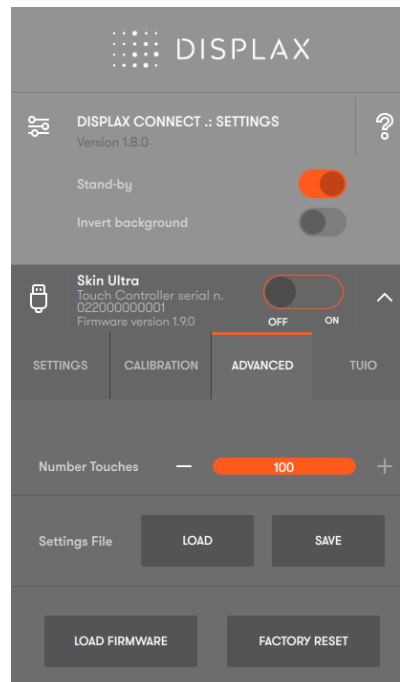 DISPLAX
DISPLAX CONNECT .: SETTINGS
Version 1.8.0
Stand-by
Invert background
Skin Ultra
Touch Controller serial n.
022000000001
Firmware version 1.9.0
OFF ON
SETTINGS CALIBRATION ADVANCED TUIO
Number Touches 100
Settings File LOAD SAVE
LOAD FIRMWARE FACTORY RESET